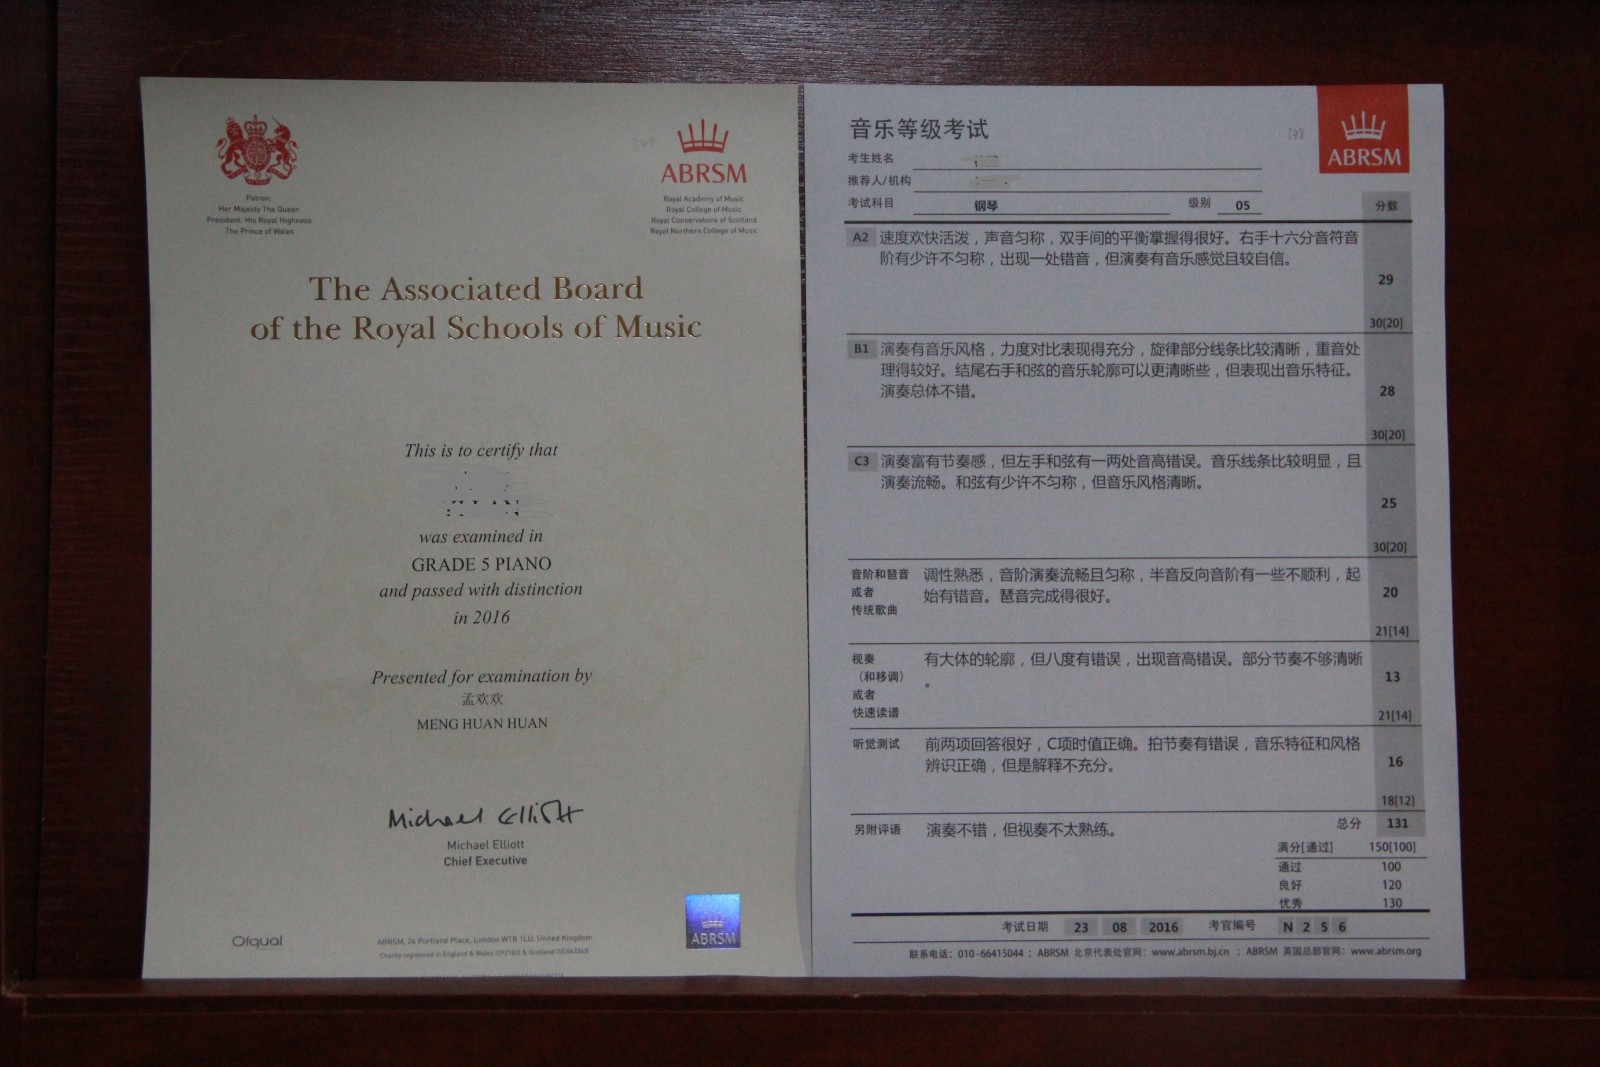 Patron:
Her Majesty The Queen
President: His Royal Highness
The Prince of Wales
ABRSM
Royal Academy of Music
Royal College of Music
Royal Conservatoire of Scotland
Royal Northern College of Music
The Associated Board
of the Royal Schools of Music
This is to certify that
was examined in
GRADE 5 PIANO
and passed with distinction
in 2016
Presented for examination by
孟欢欢
MENG HUAN HUAN
Michael Elliott
Michael Elliott
Chief Executive
Ofqual
ABRSM, 24 Portland Place, London W1B 1LU, United Kingdom
Charity registered in England & Wales
ABRSM
音乐等级考试
ABRSM
考生姓名
推荐人/机构
考试科目 钢琴 级别 05 分数
A2 速度欢快活泼，声音匀称，双手间的平衡掌握得很好。右手十六分音符音
阶有少许不匀称，出现一处错音，但演奏有音乐感觉且较自信。
29
30[20]
B1 演奏有音乐风格，力度对比表现得充分，旋律部分线条比较清晰，重音处
理得较好。结尾右手和弦的音乐轮廓可以更清晰些，但表现出音乐特征。
演奏总体不错。
28
30[20]
C3 演奏富有节奏感，但左手和弦有一两处音高错误。音乐线条比较明显，且
演奏流畅。和弦有少许不匀称，但音乐风格清晰。
25
30[20]
音阶和琶音 调性熟悉，音阶演奏流畅且匀称，半音反向音阶有一些不顺利，起
或者 始有错音。琶音完成得很好。 20
传统歌曲
21[14]
视奏 有大体的轮廓，但八度有错误，出现音高错误。部分节奏不够清晰
（和移调） 。 13
或者
快速读谱 21[14]
听觉测试 前两项回答很好，C项时值正确。拍节奏有错误，音乐特征和风格
辨识正确，但是解释不充分。 16
18[12]
另附评语 演奏不错，但视奏不太熟练。 总分 131
满分[通过] 150[100]
通过 100
良好 120
优秀 130
考试日期 23 08 2016 考官编号 N 2 5 6
联系电话：010-66415044 ； ABRSM 北京代表处官网：www.abrsm.bj.cn ； ABRSM 英国总部官网：www.abrsm.org